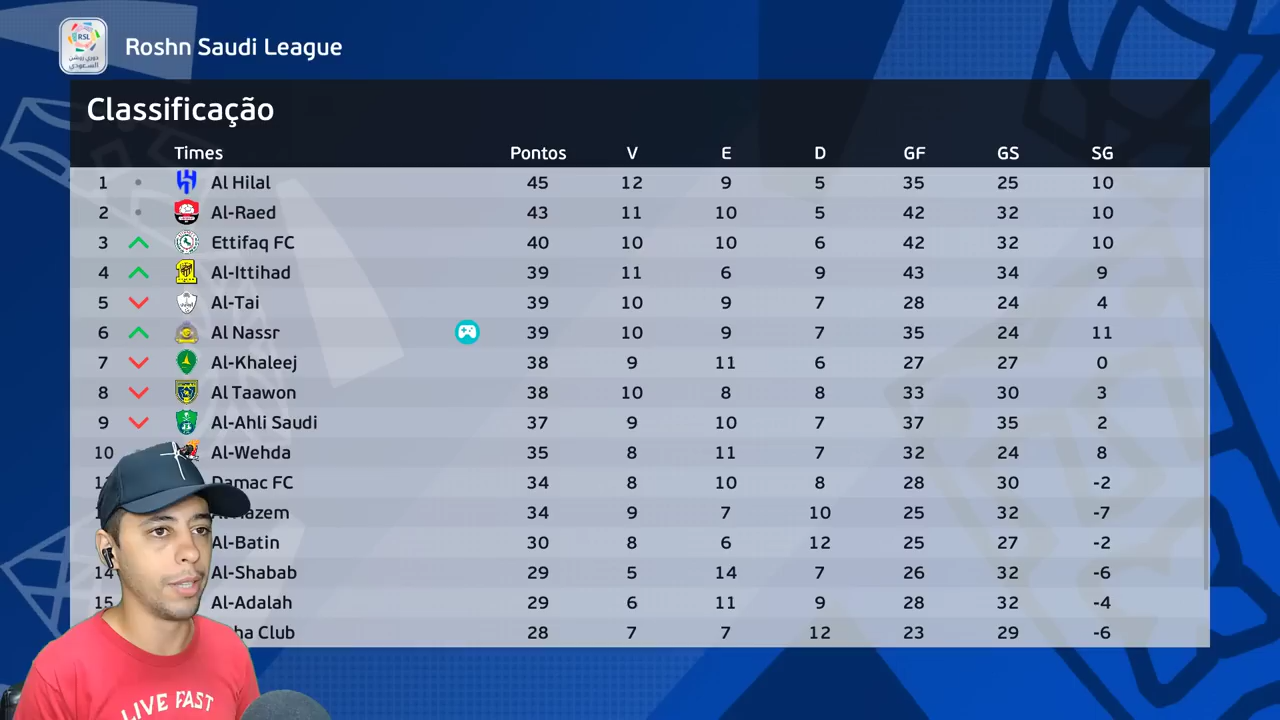 RSL
دوري روشن
السعودي
Roshn Saudi League
Classificação
Times Pontos V E D GF GS SG
1 Al Hilal 45 12 9 5 35 25 10
2 Al-Raed 43 11 10 5 42 32 10
3 Ettifaq FC 40 10 10 6 42 32 10
4 Al-Ittihad 39 11 6 9 43 34 9
5 Al-Tai 39 10 9 7 28 24 4
6 Al Nassr 39 10 9 7 35 24 11
7 Al-Khaleej 38 9 11 6 27 27 0
8 Al Taawon 38 10 8 8 33 30 3
9 Al-Ahli Saudi 37 9 10 7 37 35 2
10 Al-Wehda 35 8 11 7 32 24 8
Damac FC 34 8 10 8 28 30 -2
34 9 7 10 25 32 -7
Al-Batin 30 8 6 12 25 27 -2
14 Al-Shabab 29 5 14 7 26 32 -6
15 Al-Adalah 29 6 11 9 28 32 -4
Club 28 7 7 12 23 29 -6
LIVE FAST